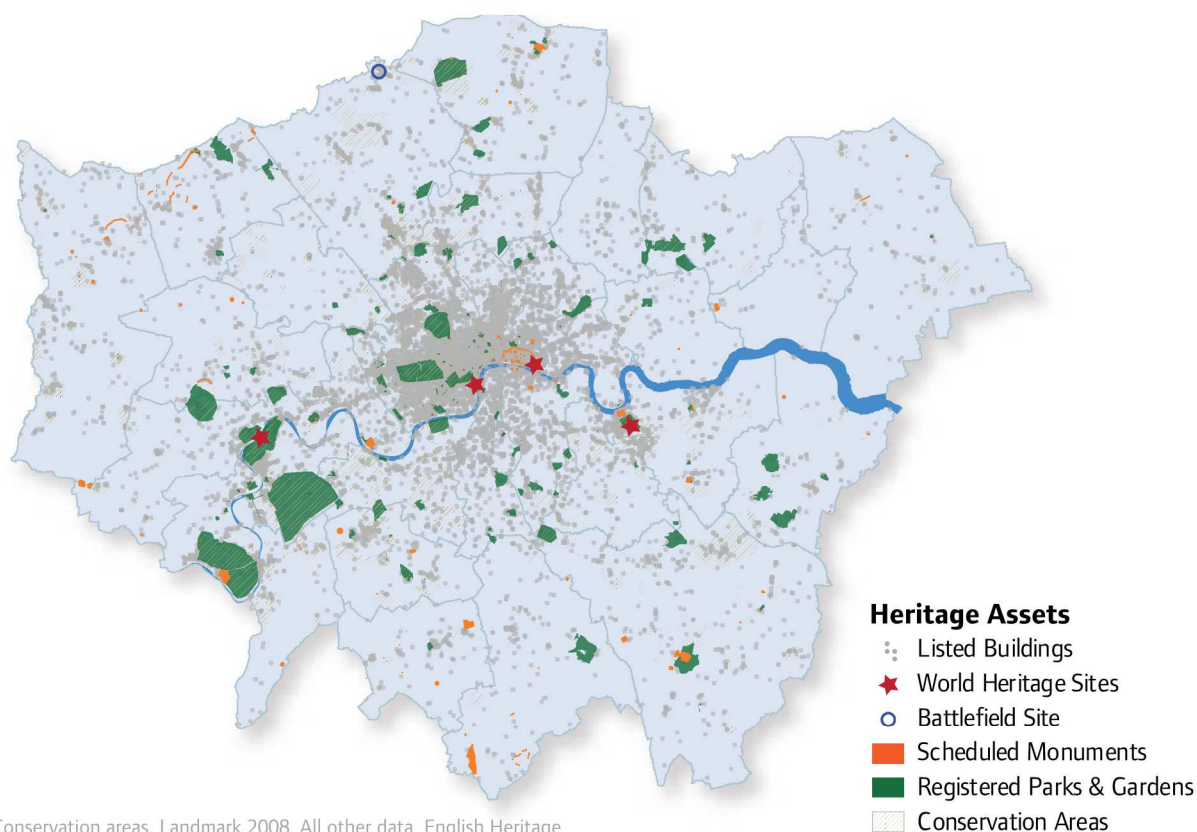 Heritage Assets
Listed Buildings
World Heritage Sites
Battlefield Site
Scheduled Monuments
Registered Parks & Gardens
Conservation Areas
Conservation areas, Landmark 2008. All other data, English Heritage